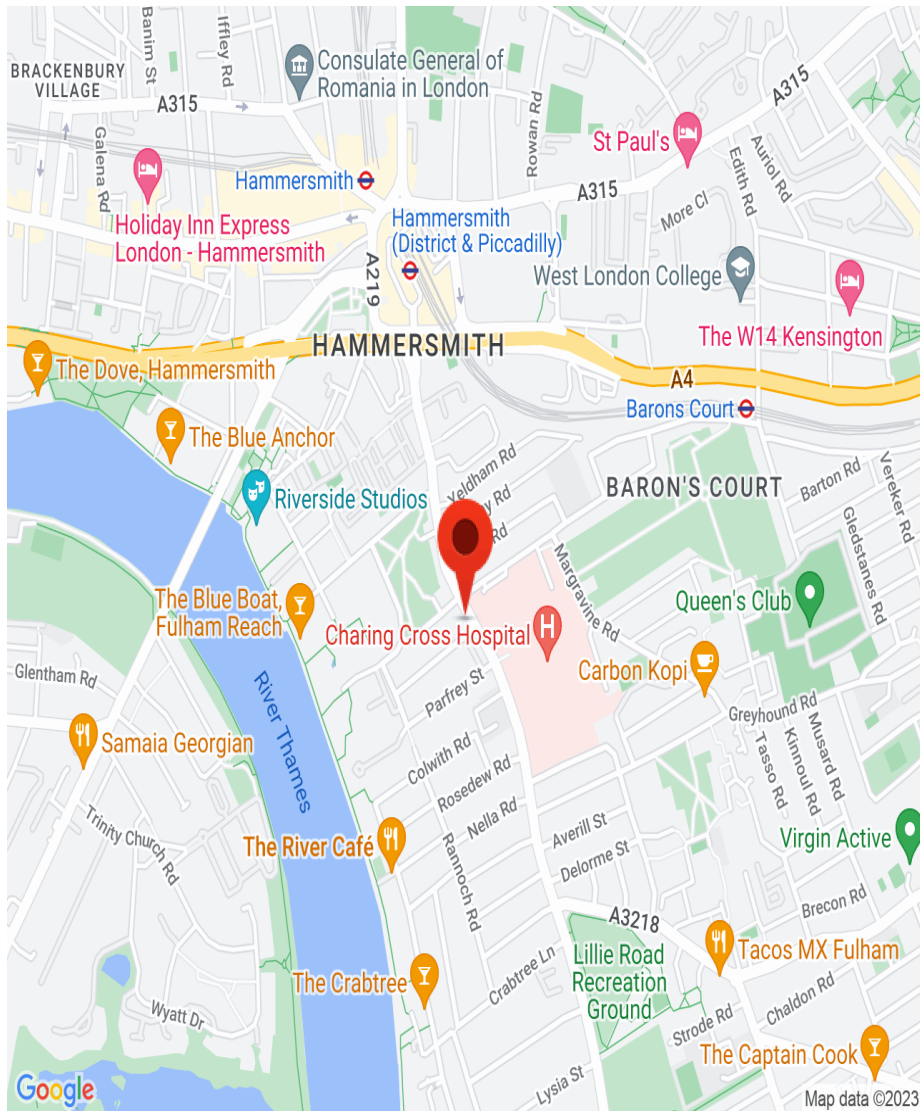 Banim St
Iffley Rd
Consulate General of
Romania in London
BRACKENBURY
VILLAGE
A315
A315
Rowan Rd
St Paul's
Galena Rd
Hammersmith
A315
Edith Rd
Auriol Rd
More Cl
Holiday Inn Express
London - Hammersmith
Hammersmith
(District & Piccadilly)
A219
West London College
The W14 Kensington
HAMMERSMITH
The Dove, Hammersmith
A4
Barons Court
The Blue Anchor
Yeldham Rd
BARON'S COURT
Barton Rd
Vereker Rd
Riverside Studios
Rd
Rd
Gledstanes Rd
Margravine Rd
The Blue Boat,
Fulham Reach
Queen's Club
Charing Cross Hospital
H
Carbon Kopi
Glentham Rd
River Thames
Parfrey St
Greyhound Rd
Musard Rd
Kinnoul Rd
Tasso Rd
Samaia Georgian
Colwith Rd
Rosedew Rd
Nella Rd
Trinity Church Rd
Averill St
The River Café
Rannoch Rd
Delorme St
Virgin Active
Brecon Rd
A3218
Tacos MX Fulham
Lillie Road
Recreation
Ground
Crabtree Ln
The Crabtree
Chaldon Rd
Wyatt Dr
Strode Rd
The Captain Cook
Lysia St
Google
Map data ©2023